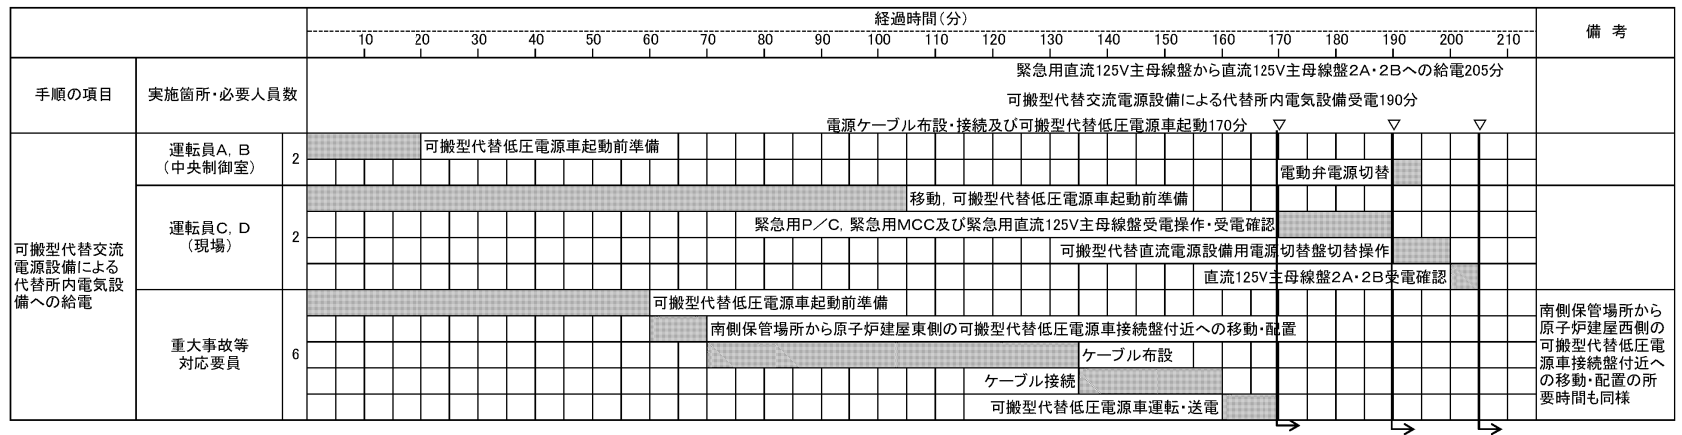 経過時間(分)
備 考
10 20 30 40 50 60 70 80 90 100 110 120 130 140 150 160 170 180 190 200 210
手順の項目
実施箇所・必要人員数
緊急用直流125V主母線盤から直流125V主母線盤2A・2Bへの給電205分
可搬型代替交流電源設備による代替所内電気設備受電190分
電源ケーブル布設・接続及び可搬型代替低圧電源車起動170分
▽ ▽ ▽
可搬型代替交流
電源設備による
代替所内電気設
備への給電
運転員A,B
(中央制御室)
2
可搬型代替低圧電源車起動前準備
電動弁電源切替
運転員C,D
(現場)
2
移動,可搬型代替低圧電源車起動前準備
緊急用P/C,緊急用MCC及び緊急用直流125V主母線盤受電操作・受電確認
可搬型代替直流電源設備用電源切替盤切替操作
直流125V主母線盤2A・2B受電確認
重大事故等
対応要員
6
可搬型代替低圧電源車起動前準備
南側保管場所から原子炉建屋東側の可搬型代替低圧電源車接続盤付近への移動・配置
ケーブル布設
ケーブル接続
可搬型代替低圧電源車運転・送電
南側保管場所から
原子炉建屋西側の
可搬型代替低圧電
源車接続盤付近へ
の移動・配置の所
要時間も同様